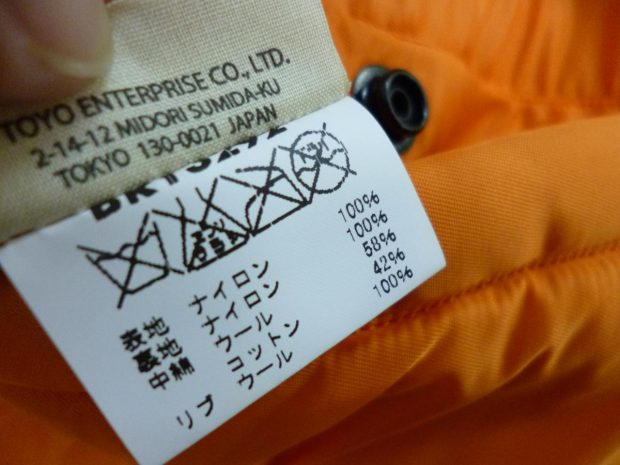 TOYO ENTERPRISE CO., LTD.
2-14-12 MIDORI SUMIDA-KU
TOKYO 130-0021 JAPAN
表地 ナイロン 100%
裏地 ナイロン 100%
中綿 ウール 58%
コットン 42%
リブ ウール 100%